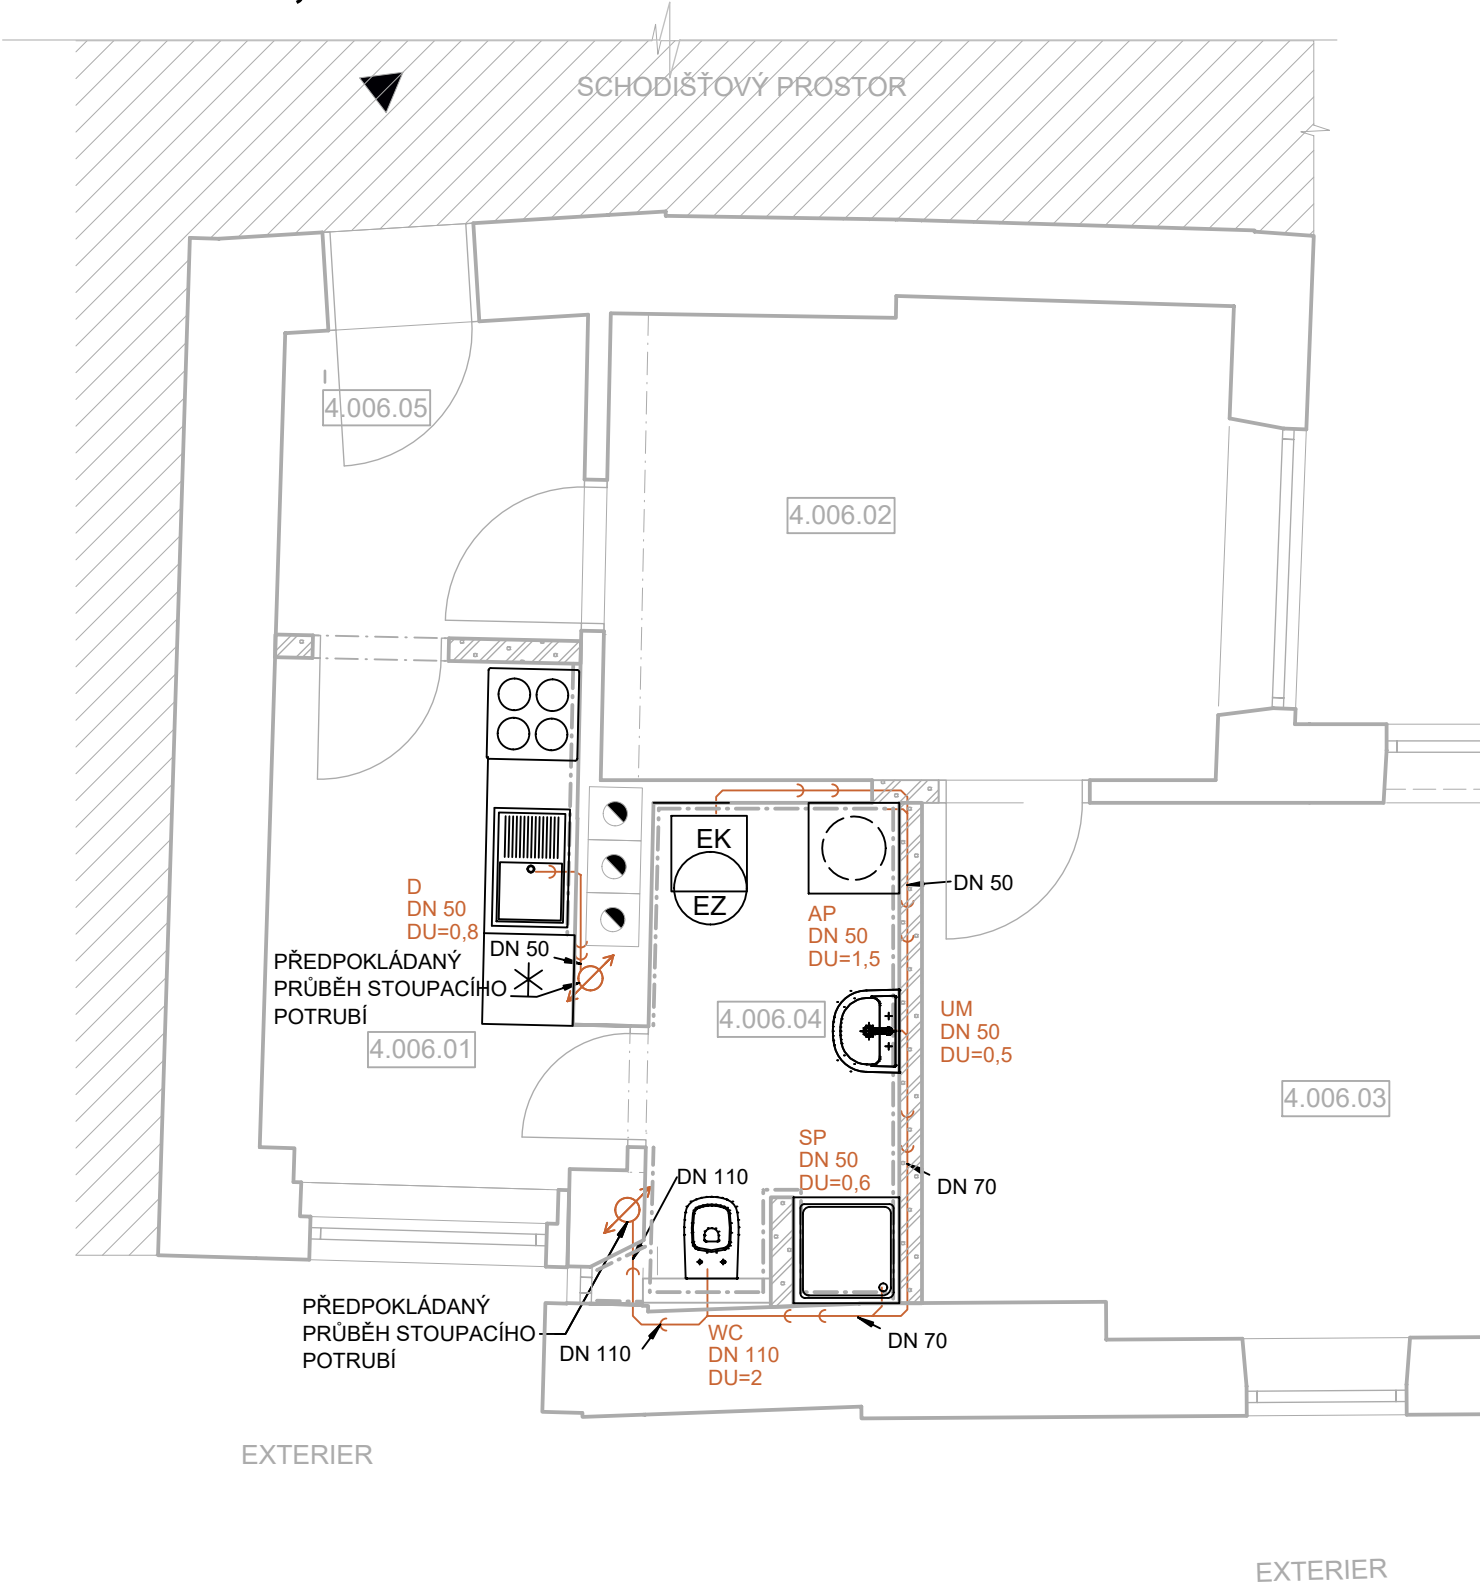 SCHODIŠŤOVÝ PROSTOR
4.006.05
4.006.02
EK
EZ
DN 50
D
DN 50
DU=0,8
AP
DN 50
DU=1,5
DN 50
PŘEDPOKLÁDANÝ
PRŮBĚH STOUPACÍHO
POTRUBÍ
4.006.04
UM
DN 50
DU=0,5
4.006.01
4.006.03
SP
DN 50
DU=0,6
DN 110
DN 70
PŘEDPOKLÁDANÝ
PRŮBĚH STOUPACÍHO
POTRUBÍ
DN 110
WC
DN 110
DU=2
DN 70
EXTERIER
EXTERIER